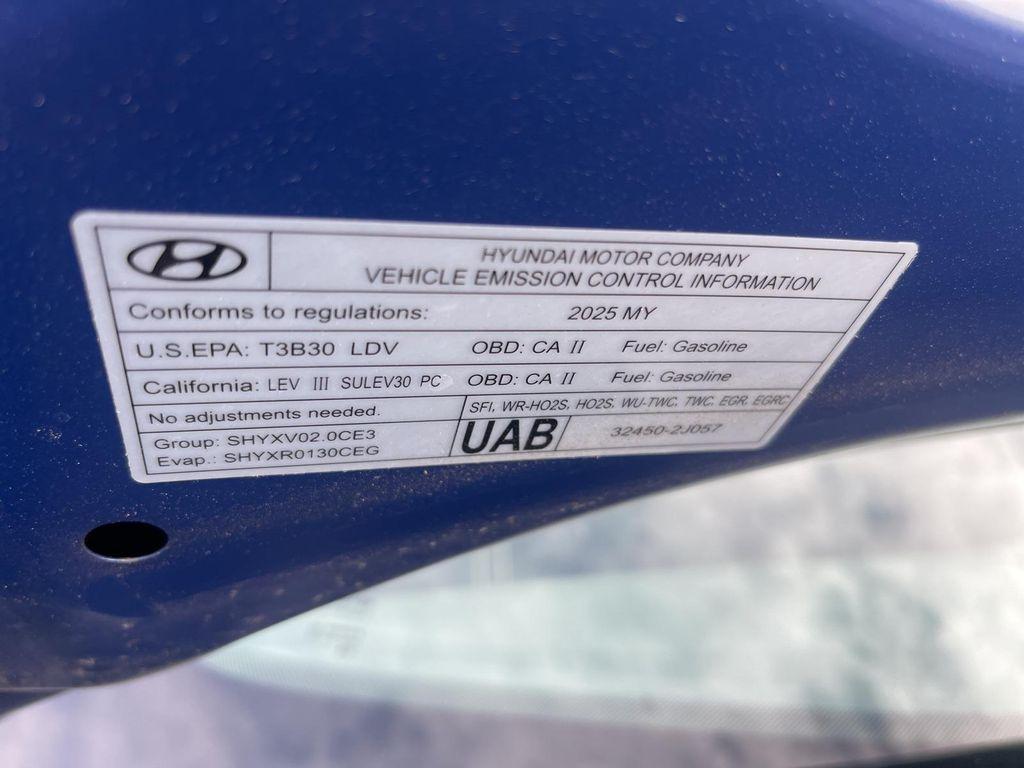 HYUNDAI MOTOR COMPANY
VEHICLE EMISSION CONTROL INFORMATION
Conforms to regulations: 2025 MY
U.S.EPA: T3B30 LDV OBD: CA II Fuel: Gasoline
California: LEV III SULEV30 PC OBD: CA II Fuel: Gasoline
No adjustments needed.
SFI, WR-HO2S, HO2S, WU-TWC, TWC, EGR, EGRC
Group: SHYXV02.0CE3
Evap.: SHYXR0130CEG
UAB
32450-2J057